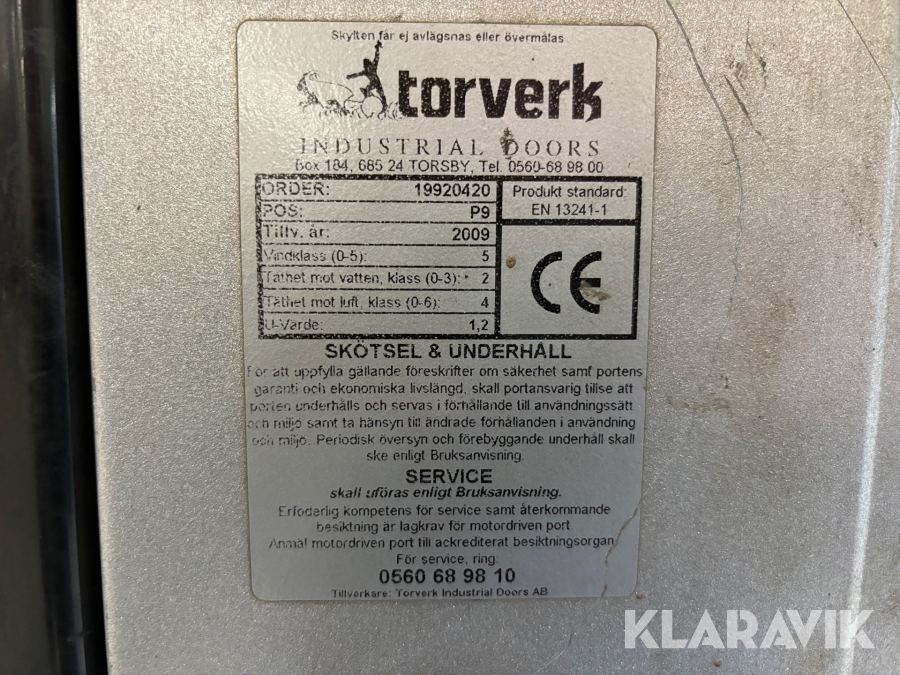 Skylten får ej avlägsnas eller övermålas
torverk
INDUSTRIAL DOORS
Box 184, 685 24 TORSBY, Tel. 0560-68 98 00
ORDER: 19920420
POS: P9
Tillv. år: 2009
Vindklass (0-5): 5
Täthet mot vatten, klass (0-3): 2
Täthet mot luft, klass (0-6): 4
U-Värde: 1,2
Produkt standard:
EN 13241-1
CE
SKÖTSEL & UNDERHÅLL
För att uppfylla gällande föreskrifter om säkerhet samt portens
garanti och ekonomiska livslängd, skall portansvarig tillse att
porten underhålls och servas i förhållande till användningssätt
och miljö samt ta hänsyn till ändrade förhållanden i användning
och miljö. Periodisk översyn och förebyggande underhåll skall
ske enligt Bruksanvisning.
SERVICE
skall utföras enligt Bruksanvisning.
Erfoderlig kompetens för service samt återkommande
besiktning är lagkrav för motordriven port.
Anmäl motordriven port till ackrediterat besiktningsorgan.
För service, ring:
0560 68 98 10
Tillverkare: Torverk Industrial Doors AB
KLARAVIK